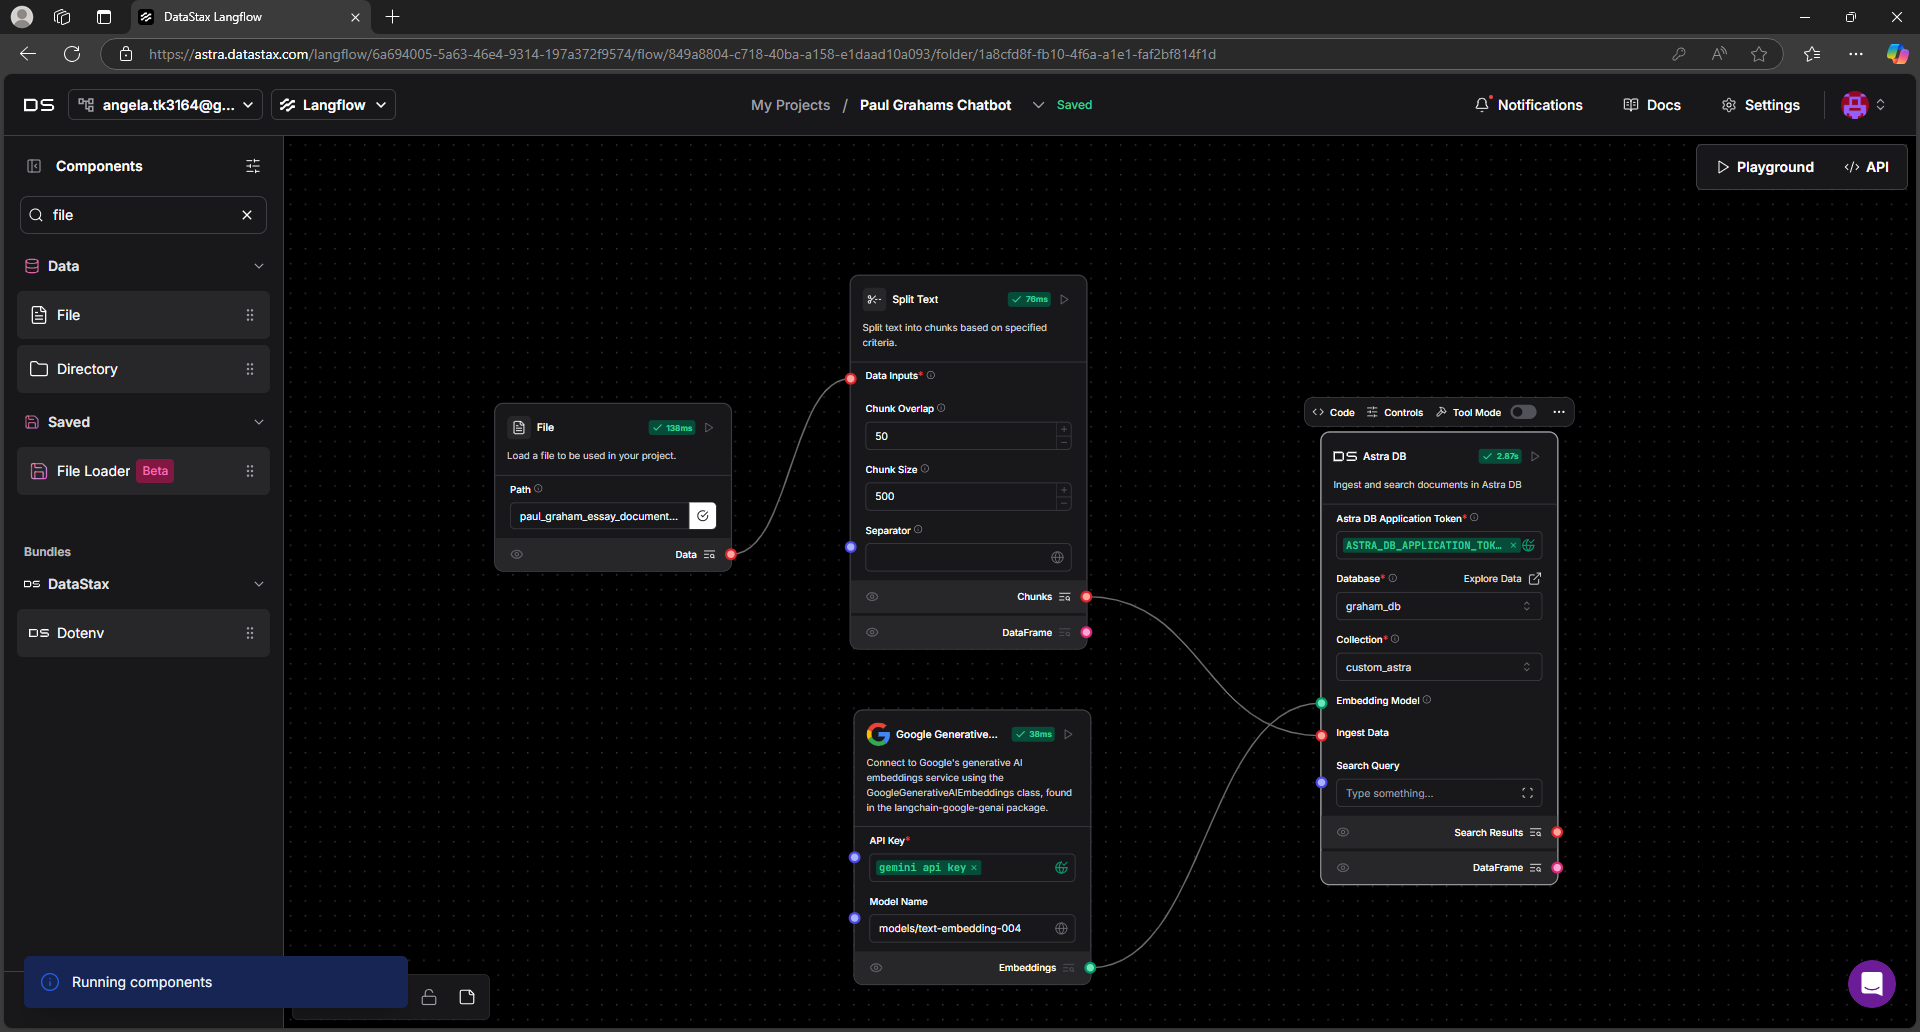 DataStax Langflow
https://astra.datastax.com/langflow/6a694005-5a63-46e4-9314-197a372f9574/flow/849a8804-c718-40ba-a158-e1daad10a093/folder/1a8cfd8f-fb10-4f6a-a1e1-faf2bf814f1d
DS
angela.tk3164@g...
Langflow
My Projects / Paul Grahams Chatbot
Saved
Notifications
Docs
Settings
Components
file
Data
File
Directory
Saved
File Loader Beta
Bundles
DS DataStax
DS Dotenv
Running components
Playground
API
File
138ms
Load a file to be used in your project.
Path
paul_graham_essay_document...
Data
Split Text
76ms
Split text into chunks based on specified
criteria.
Data Inputs*
Chunk Overlap
50
Chunk Size
500
Separator
Chunks
DataFrame
Google Generative...
38ms
Connect to Google's generative AI
embeddings service using the
GoogleGenerativeAIEmbeddings class, found
in the langchain-google-genai package.
API Key*
gemini api key ×
Model Name
models/text-embedding-004
Embeddings
Code
Controls
Tool Mode
DS Astra DB
2.87s
Ingest and search documents in Astra DB
Astra DB Application Token*
ASTRA_DB_APPLICATION_TOK... ×
Database*
Explore Data
graham_db
Collection*
custom_astra
Embedding Model
Ingest Data
Search Query
Type something...
Search Results
DataFrame